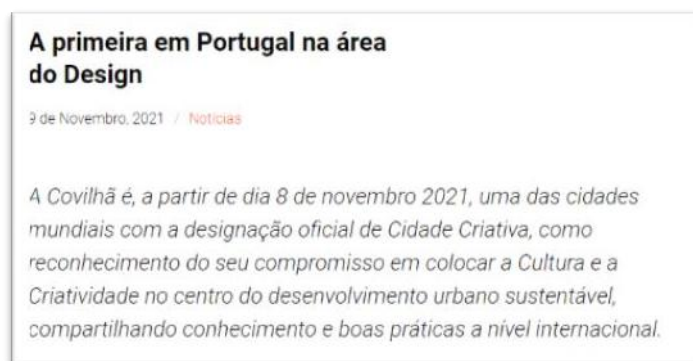 A primeira em Portugal na área
do Design
9 de Novembro, 2021 / Notícias
A Covilhã é, a partir de dia 8 de novembro 2021, uma das cidades
mundiais com a designação oficial de Cidade Criativa, como
reconhecimento do seu compromisso em colocar a Cultura e a
Criatividade no centro do desenvolvimento urbano sustentável,
compartilhando conhecimento e boas práticas a nível internacional.